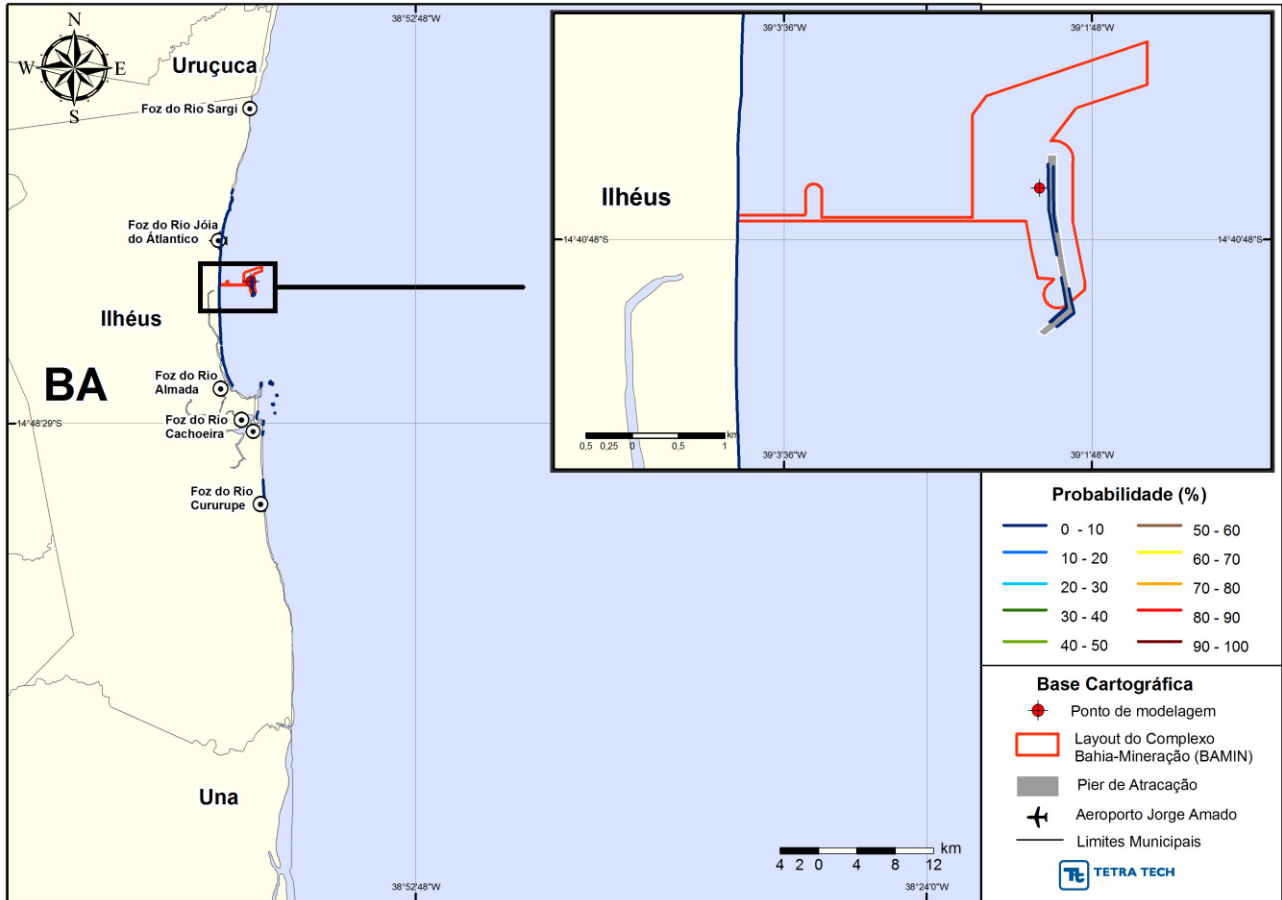 38°52'48"W
N
W
E
S
Uruçuca
Foz do Rio Sargi
Foz do Rio Jóia
do Átlantico
Ilhéus
BA
Foz do Rio
Almada
14°48'29"S
Foz do Rio
Cachoeira
Foz do Rio
Cururupe
Una
4 2 0 4 8 12
km
38°52'48"W
38°24'0"W
39°3'36"W
39°1'48"W
Ilhéus
14°40'48"S
14°40'48"S
km
0,5 0,25 0 0,5 1
39°3'36"W
39°1'48"W
Probabilidade (%)
0 - 10
10 - 20
20 - 30
30 - 40
40 - 50
50 - 60
60 - 70
70 - 80
80 - 90
90 - 100
Base Cartográfica
Ponto de modelagem
Layout do Complexo
Bahia-Mineração (BAMIN)
Pier de Atracação
Aeroporto Jorge Amado
Limites Municipais
Tt TETRA TECH